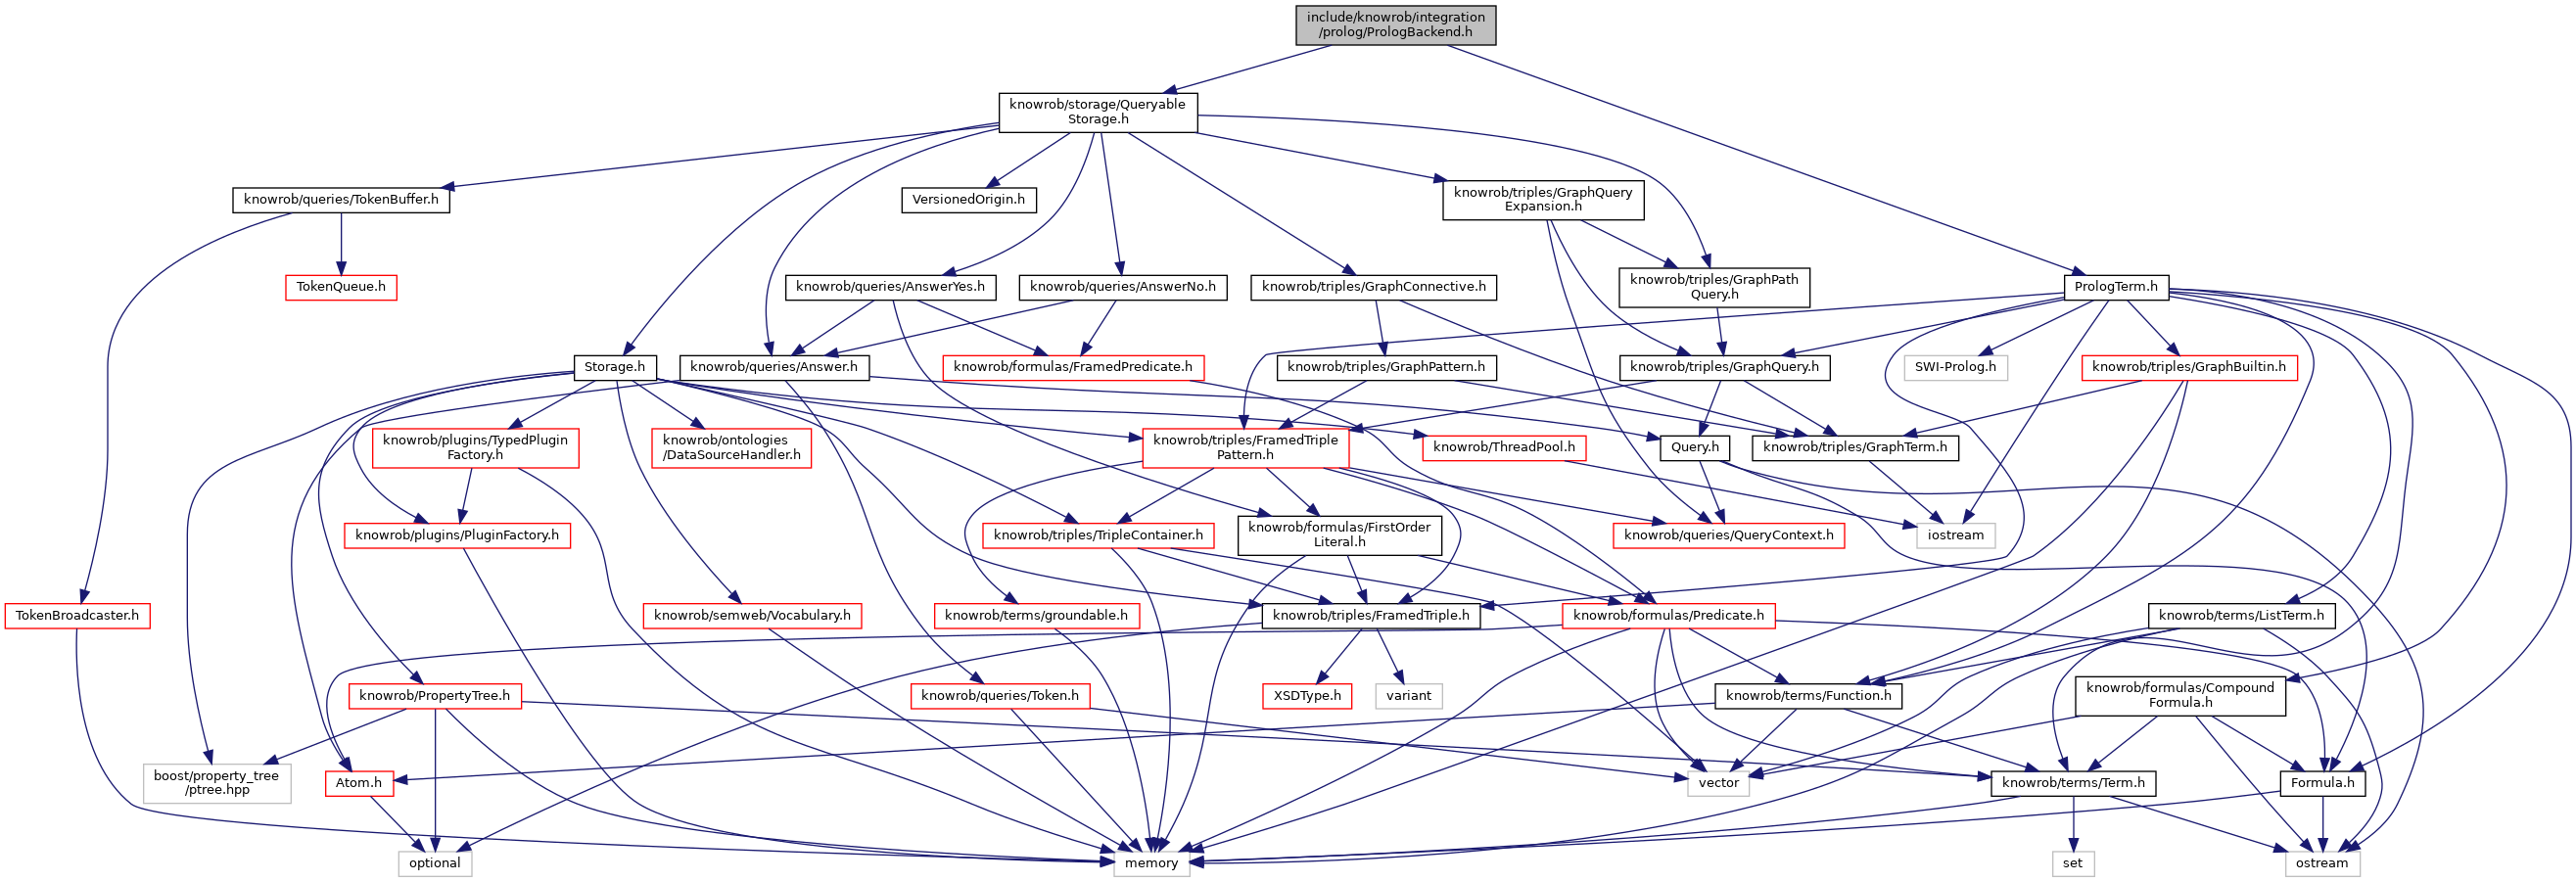 include/knowrob/integration
/prolog/PrologBackend.h
knowrob/storage/Queryable
Storage.h
knowrob/queries/TokenBuffer.h
VersionedOrigin.h
knowrob/triples/GraphQuery
Expansion.h
TokenQueue.h
knowrob/queries/AnswerYes.h
knowrob/queries/AnswerNo.h
knowrob/triples/GraphConnective.h
knowrob/triples/GraphPath
Query.h
PrologTerm.h
Storage.h
knowrob/queries/Answer.h
knowrob/formulas/FramedPredicate.h
knowrob/triples/GraphPattern.h
knowrob/triples/GraphQuery.h
SWI-Prolog.h
knowrob/triples/GraphBuiltin.h
knowrob/plugins/TypedPlugin
Factory.h
knowrob/ontologies
/DataSourceHandler.h
knowrob/ThreadPool.h
knowrob/triples/FramedTriple
Pattern.h
Query.h
knowrob/triples/GraphTerm.h
knowrob/plugins/PluginFactory.h
knowrob/triples/TripleContainer.h
knowrob/formulas/FirstOrder
Literal.h
knowrob/queries/QueryContext.h
iostream
TokenBroadcaster.h
knowrob/semweb/Vocabulary.h
knowrob/terms/groundable.h
knowrob/triples/FramedTriple.h
knowrob/formulas/Predicate.h
knowrob/terms/ListTerm.h
knowrob/PropertyTree.h
knowrob/queries/Token.h
XSDType.h
variant
knowrob/terms/Function.h
knowrob/formulas/Compound
Formula.h
boost/property_tree
/ptree.hpp
Atom.h
vector
knowrob/terms/Term.h
Formula.h
optional
memory
set
ostream